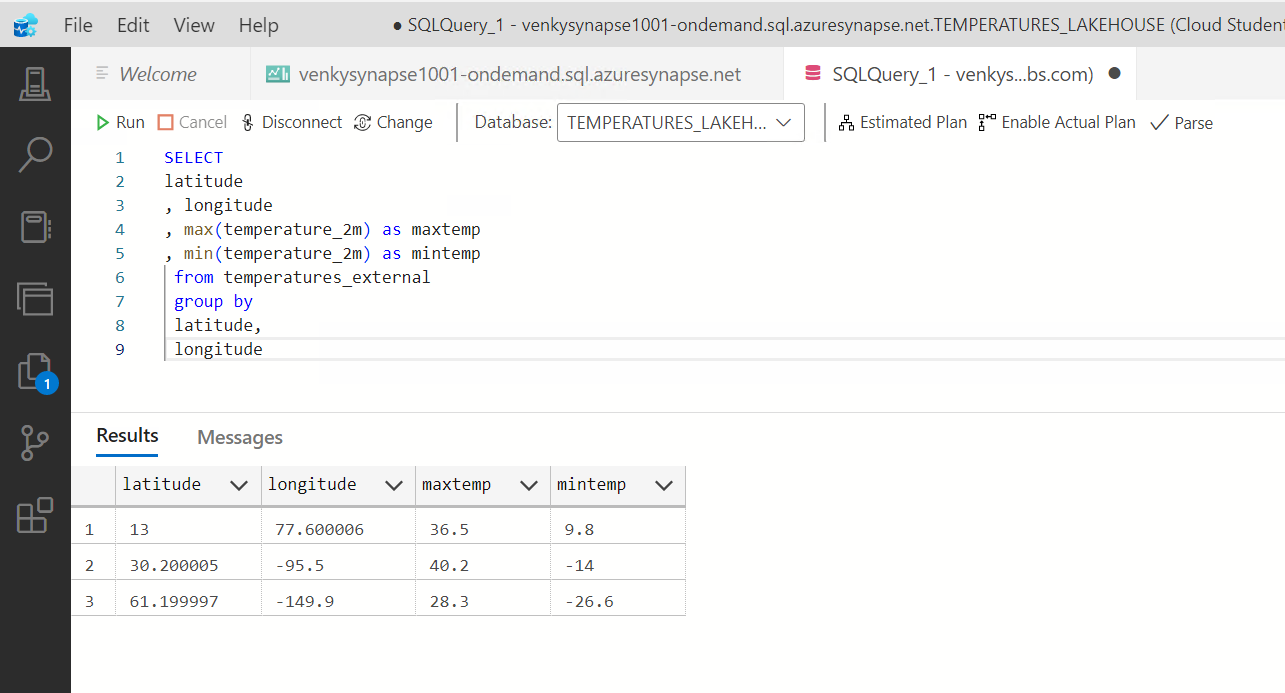 File Edit View Help ● SQLQuery_1 - venkysynapse1001-ondemand.sql.azuresynapse.net.TEMPERATURES_LAKEHOUSE (Cloud Studen
Welcome venkysynapse1001-ondemand.sql.azuresynapse.net SQLQuery_1 - venkys...bs.com) ●
Run Cancel Disconnect Change Database: TEMPERATURES_LAKEH... Estimated Plan Enable Actual Plan Parse
1 SELECT
2 latitude
3 , longitude
4 , max(temperature_2m) as maxtemp
5 , min(temperature_2m) as mintemp
6 from temperatures_external
7 group by
8 latitude,
9 longitude
1
Results Messages
latitude longitude maxtemp mintemp
1 13 77.600006 36.5 9.8
2 30.200005 -95.5 40.2 -14
3 61.199997 -149.9 28.3 -26.6